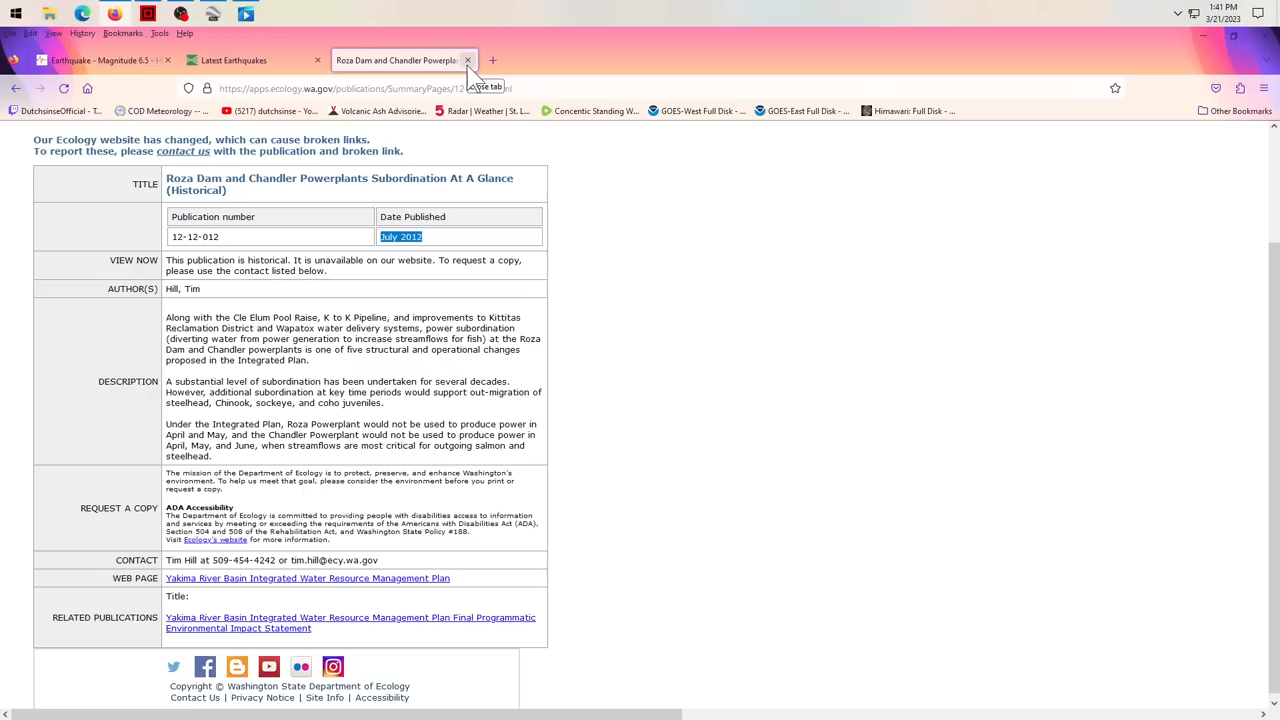 1:41 PM
3/21/2023
File Edit View History Bookmarks Tools Help
Earthquake - Magnitude 6.5 - H
Latest Earthquakes
Roza Dam and Chandler Powerplan
https://apps.ecology.wa.gov/publications/SummaryPages/12
DutchsinseOfficial - T...
COD Meteorology -- ...
(5217) dutchsinse - Yo...
Volcanic Ash Advisorie...
Radar | Weather | St. L...
Concentic Standing W...
GOES-West Full Disk - ...
GOES-East Full Disk - ...
Himawari: Full Disk - ...
Other Bookmarks
Our Ecology website has changed, which can cause broken links.
To report these, please contact us with the publication and broken link.
TITLE
Roza Dam and Chandler Powerplants Subordination At A Glance
(Historical)
Publication number
Date Published
12-12-012
July 2012
VIEW NOW
This publication is historical. It is unavailable on our website. To request a copy,
please use the contact listed below.
AUTHOR(S)
Hill, Tim
DESCRIPTION
Along with the Cle Elum Pool Raise, K to K Pipeline, and improvements to Kittitas
Reclamation District and Wapatox water delivery systems, power subordination
(diverting water from power generation to increase streamflows for fish) at the Roza
Dam and Chandler powerplants is one of five structural and operational changes
proposed in the Integrated Plan.
A substantial level of subordination has been undertaken for several decades.
However, additional subordination at key time periods would support out-migration of
steelhead, Chinook, sockeye, and coho juveniles.
Under the Integrated Plan, Roza Powerplant would not be used to produce power in
April and May, and the Chandler Powerplant would not be used to produce power in
April, May, and June, when streamflows are most critical for outgoing salmon and
steelhead.
REQUEST A COPY
The mission of the Department of Ecology is to protect, preserve, and enhance Washington's
environment. To help us meet that goal, please consider the environment before you print or
request a copy.
ADA Accessibility
The Department of Ecology is committed to providing people with disabilities access to information
and services by meeting or exceeding the requirements of the Americans with Disabilities Act (ADA),
Section 504 and 508 of the Rehabilitation Act, and Washington State Policy #188.
Visit Ecology's website for more information.
CONTACT
Tim Hill at 509-454-4242 or tim.hill@ecy.wa.gov
WEB PAGE
Yakima River Basin Integrated Water Resource Management Plan
RELATED PUBLICATIONS
Title:
Yakima River Basin Integrated Water Resource Management Plan Final Programmatic
Environmental Impact Statement
Copyright © Washington State Department of Ecology
Contact Us | Privacy Notice | Site Info | Accessibility